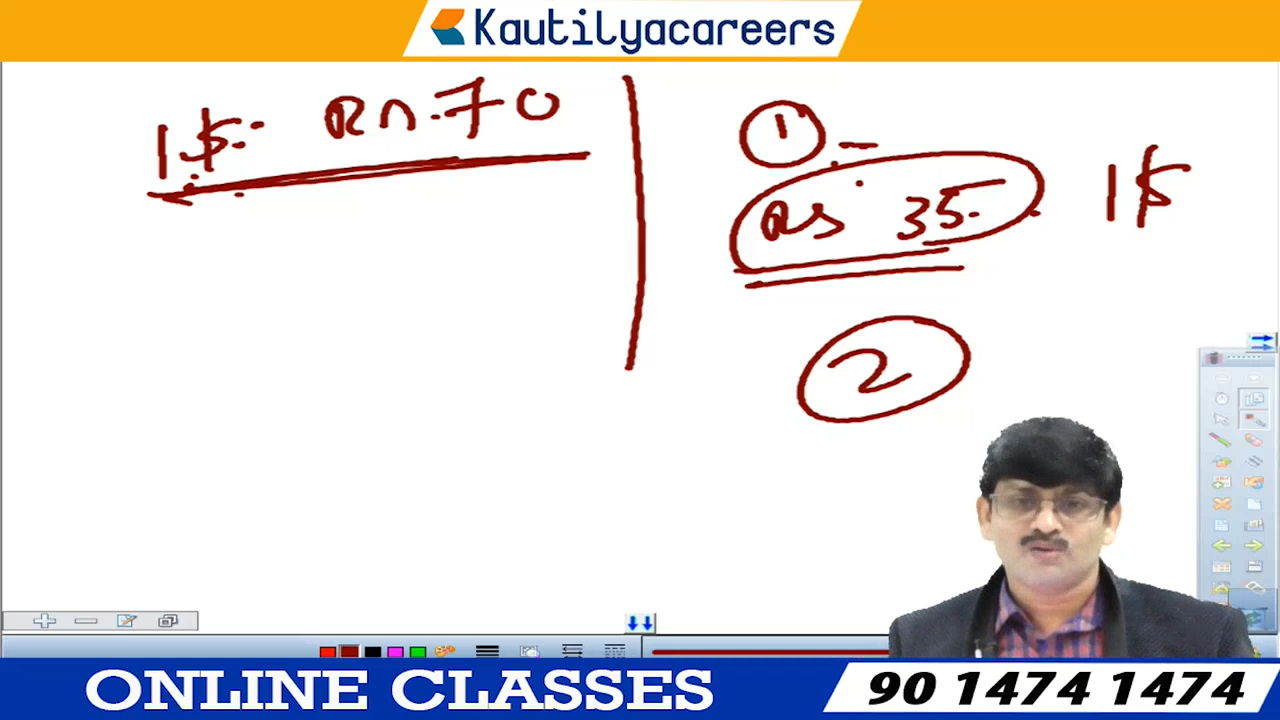 Kautilyacareers
1$ Rs. 70
1
Rs 35 1$
2
ONLINE CLASSES
90 1474 1474